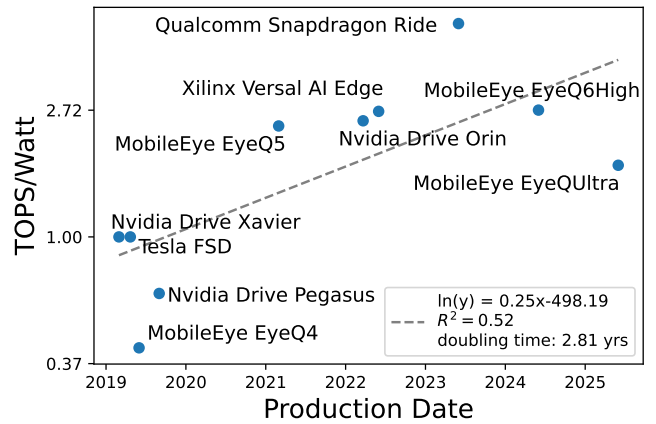 Qualcomm Snapdragon Ride
Xilinx Versal AI Edge
MobileEye EyeQ6High
MobileEye EyeQ5
Nvidia Drive Orin
MobileEye EyeQUltra
Nvidia Drive Xavier
Tesla FSD
Nvidia Drive Pegasus
MobileEye EyeQ4
ln(y) = 0.25x-498.19
R² = 0.52
doubling time: 2.81 yrs
TOPS/Watt
2.72
1.00
0.37
2019 2020 2021 2022 2023 2024 2025
Production Date